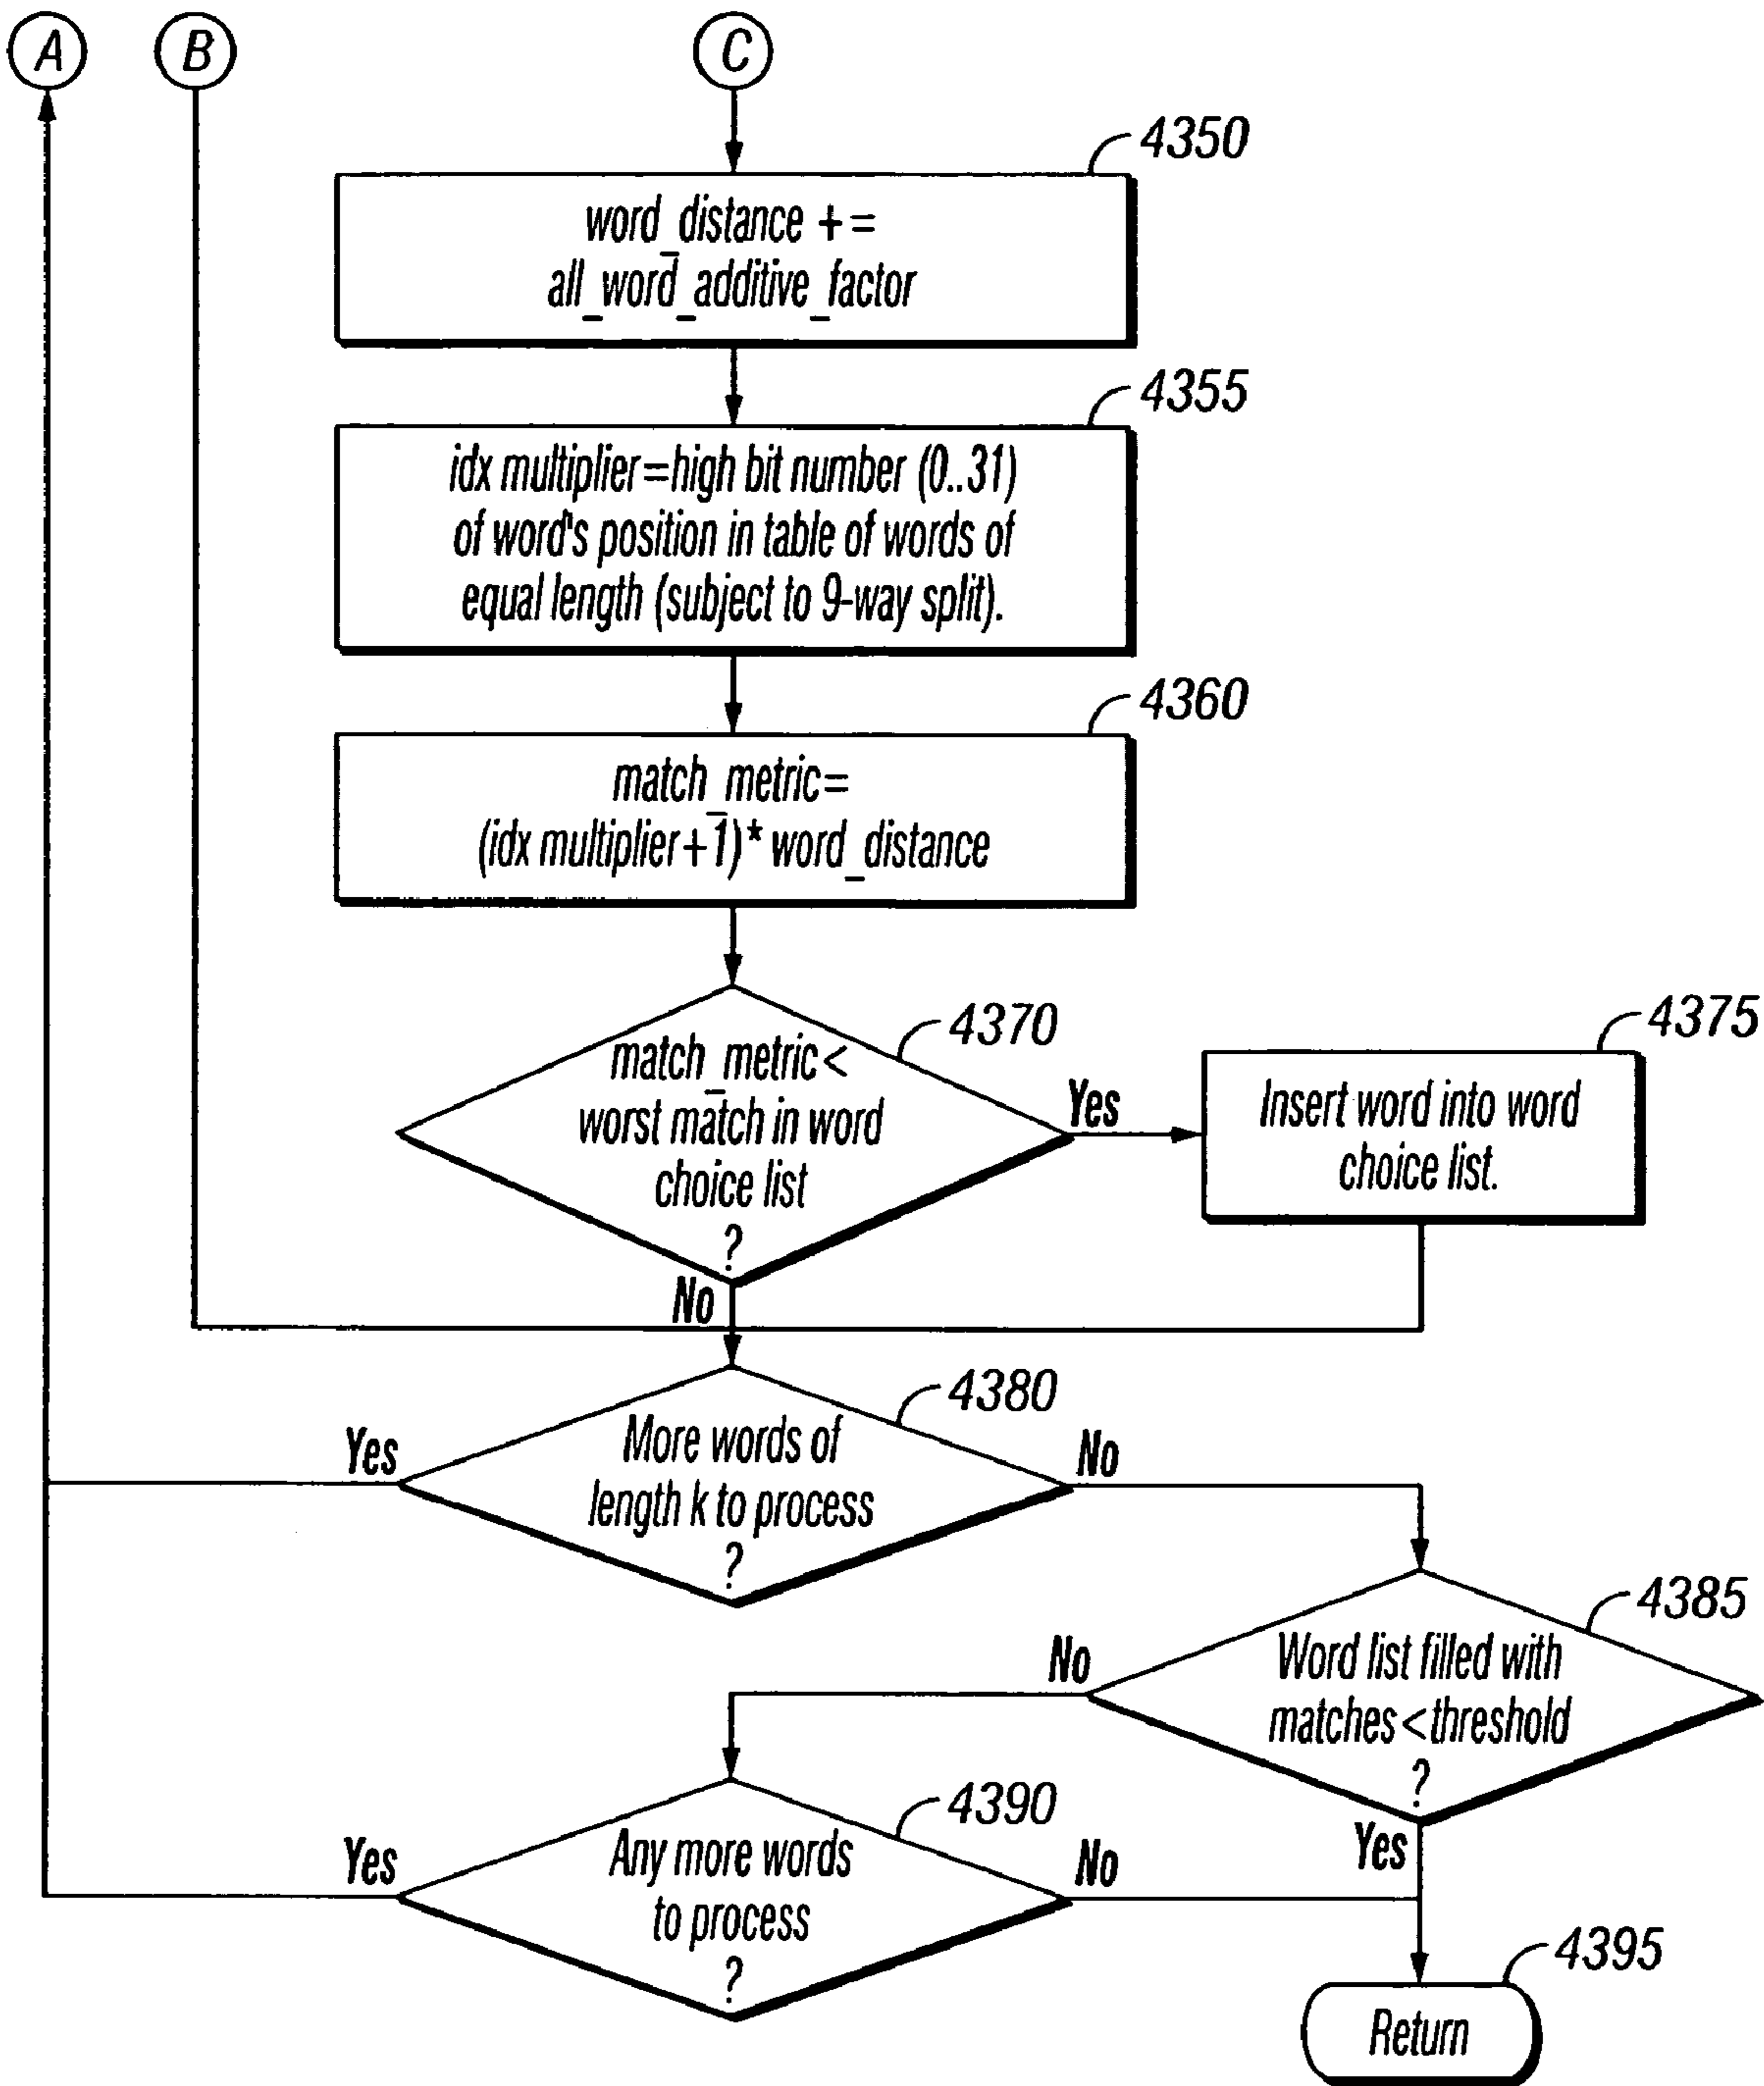 A
B
C
4350
word_distance +=
all_word_additive_factor
4355
idx multiplier=high bit number (0..31)
of word's position in table of words of
equal length (subject to 9-way split).
4360
match_metric=
(idx multiplier+1)* word_distance
4370
match_metric<
worst match in word
choice list
?
Yes
No
4375
Insert word into word
choice list.
4380
More words of
length k to process
?
Yes
No
4385
Word list filled with
matches<threshold
?
No
Yes
4390
Any more words
to process
?
Yes
No
4395
Return